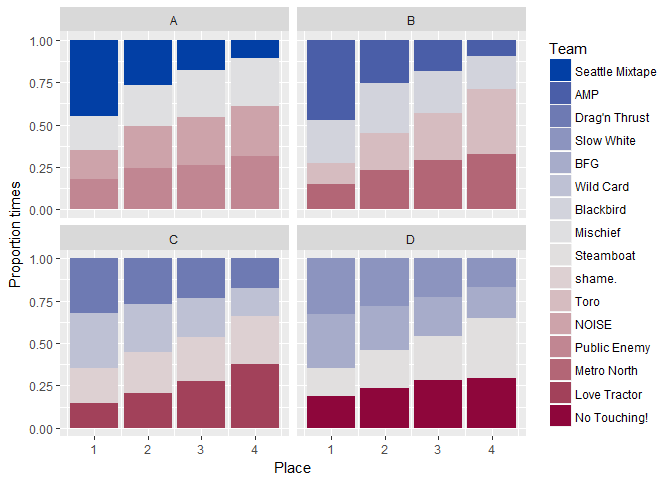 A
B
1.00
0.75
0.50
0.25
0.00
C
D
1.00
0.75
0.50
0.25
0.00
1 2 3 4
1 2 3 4
Place
Proportion times
Team
Seattle Mixtape
AMP
Drag'n Thrust
Slow White
BFG
Wild Card
Blackbird
Mischief
Steamboat
shame.
Toro
NOISE
Public Enemy
Metro North
Love Tractor
No Touching!